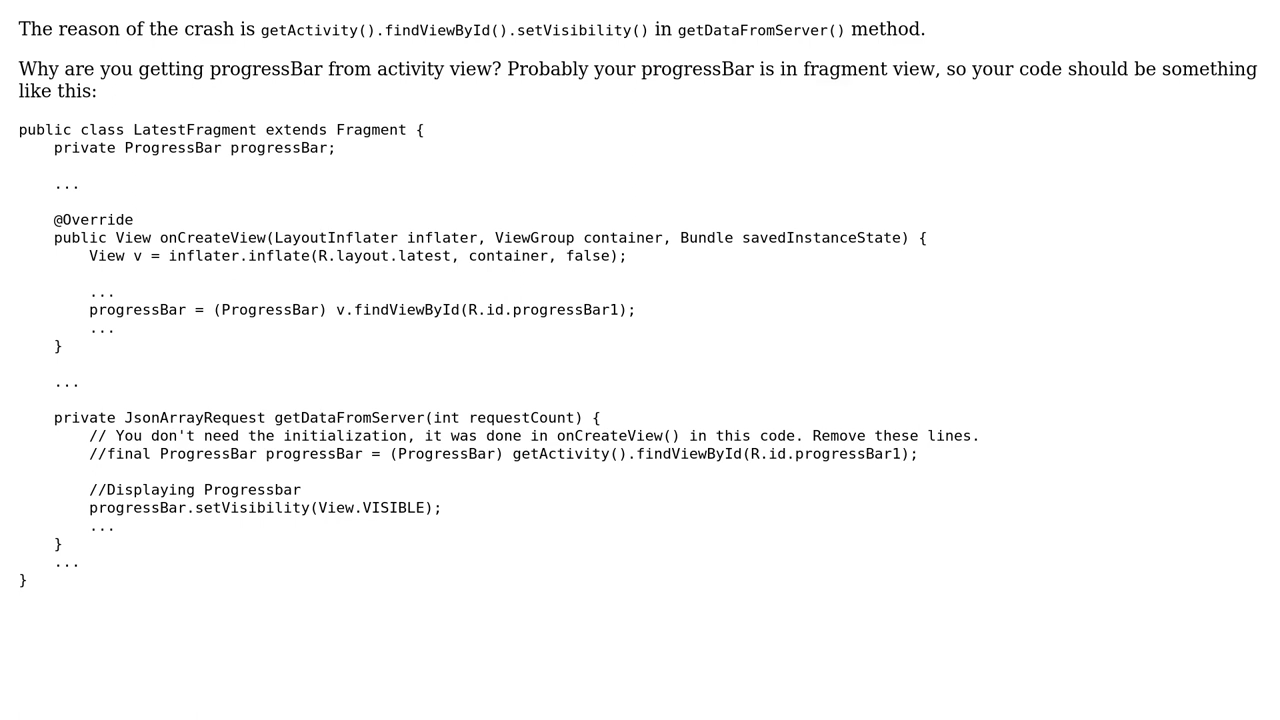 The reason of the crash is getActivity().findViewById().setVisibility() in getDataFromServer() method.
Why are you getting progressBar from activity view? Probably your progressBar is in fragment view, so your code should be something
like this:
public class LatestFragment extends Fragment {
    private ProgressBar progressBar;

    ...

    @Override
    public View onCreateView(LayoutInflater inflater, ViewGroup container, Bundle savedInstanceState) {
        View v = inflater.inflate(R.layout.latest, container, false);

        ...
        progressBar = (ProgressBar) v.findViewById(R.id.progressBar1);
        ...
    }

    ...

    private JsonArrayRequest getDataFromServer(int requestCount) {
        // You don't need the initialization, it was done in onCreateView() in this code. Remove these lines.
        //final ProgressBar progressBar = (ProgressBar) getActivity().findViewById(R.id.progressBar1);

        //Displaying Progressbar
        progressBar.setVisibility(View.VISIBLE);
        ...
    }
    ...
}